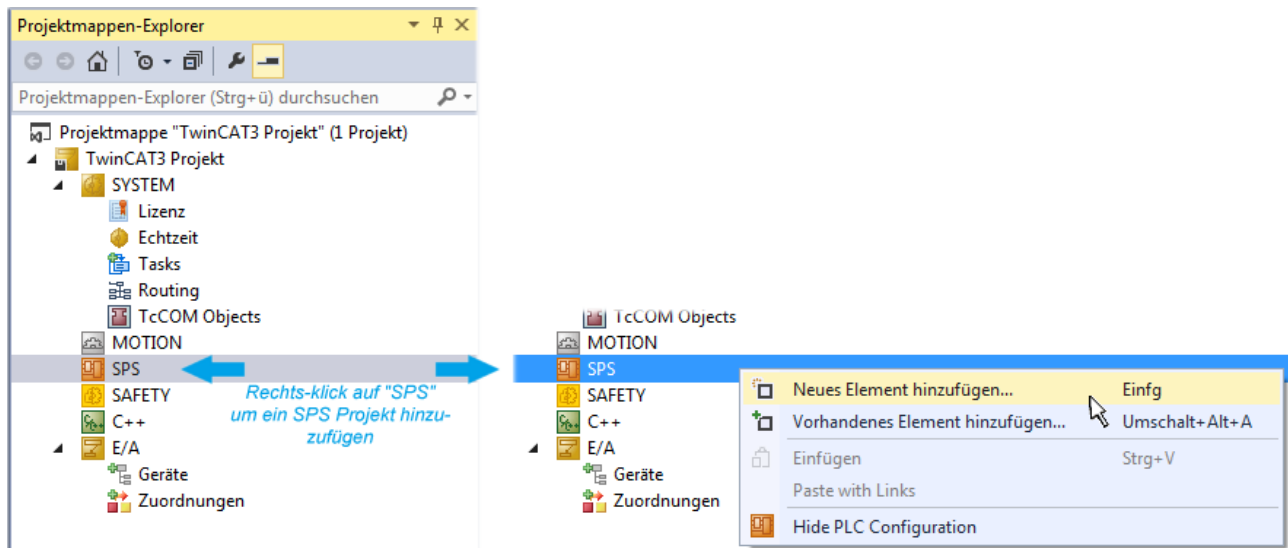 Projektmappen-Explorer
Projektmappen-Explorer (Strg+ü) durchsuchen
Projektmappe "TwinCAT3 Projekt" (1 Projekt)
TwinCAT3 Projekt
SYSTEM
Lizenz
Echtzeit
Tasks
Routing
TcCOM Objects
MOTION
SPS
SAFETY
C++
E/A
Geräte
Zuordnungen
Rechts-klick auf "SPS"
um ein SPS Projekt hinzu-
zufügen
TcCOM Objects
MOTION
SPS
SAFETY
C++
E/A
Geräte
Zuordnungen
Neues Element hinzufügen... Einfg
Vorhandenes Element hinzufügen... Umschalt+Alt+A
Einfügen Strg+V
Paste with Links
Hide PLC Configuration